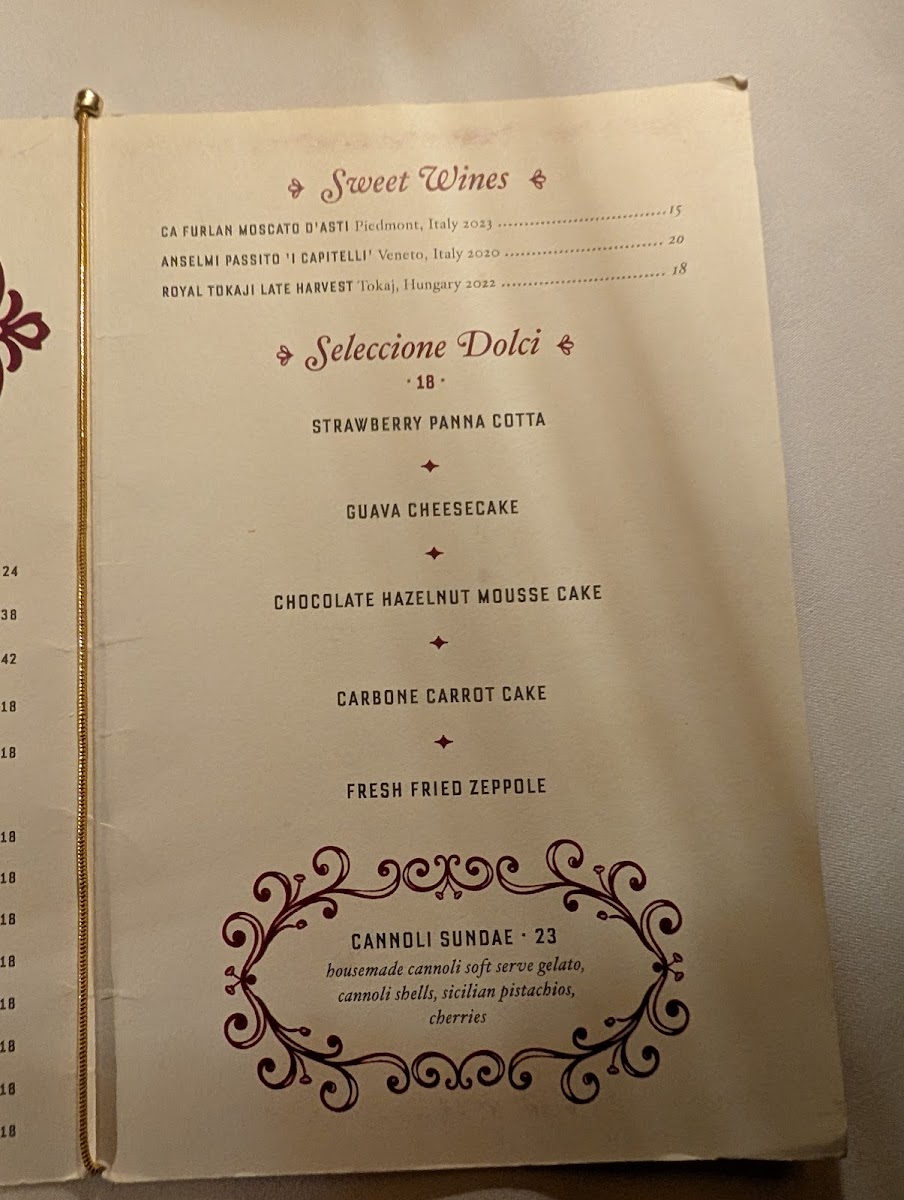 Sweet Wines
CA FURLAN MOSCATO D'ASTI Piedmont, Italy 2023 ........................................ 15
ANSELMI PASSITO 'I CAPITELLI' Veneto, Italy 2020 ........................................ 20
ROYAL TOKAJI LATE HARVEST Tokaj, Hungary 2022 ........................................ 18
Seleccione Dolci
· 18 ·
STRAWBERRY PANNA COTTA
GUAVA CHEESECAKE
CHOCOLATE HAZELNUT MOUSSE CAKE
CARBONE CARROT CAKE
FRESH FRIED ZEPPOLE
CANNOLI SUNDAE · 23
housemade cannoli soft serve gelato,
cannoli shells, sicilian pistachios,
cherries
24
38
42
18
18
18
18
18
18
18
18
18
18